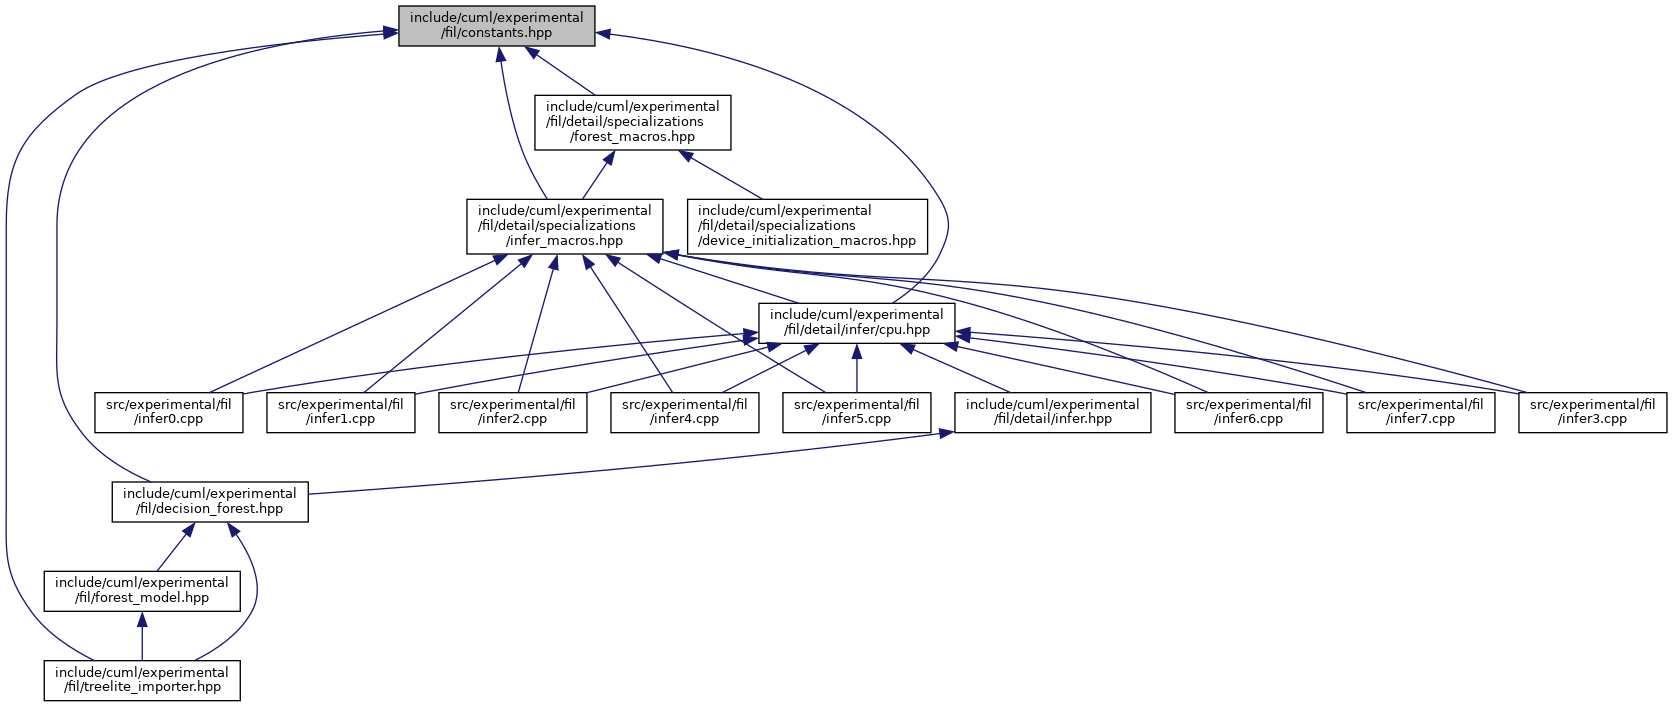 include/cuml/experimental
/fil/constants.hpp
include/cuml/experimental
/fil/detail/specializations
/forest_macros.hpp
include/cuml/experimental
/fil/detail/specializations
/infer_macros.hpp
include/cuml/experimental
/fil/detail/specializations
/device_initialization_macros.hpp
include/cuml/experimental
/fil/detail/infer/cpu.hpp
src/experimental/fil
/infer0.cpp
src/experimental/fil
/infer1.cpp
src/experimental/fil
/infer2.cpp
src/experimental/fil
/infer4.cpp
src/experimental/fil
/infer5.cpp
include/cuml/experimental
/fil/detail/infer.hpp
src/experimental/fil
/infer6.cpp
src/experimental/fil
/infer7.cpp
src/experimental/fil
/infer3.cpp
include/cuml/experimental
/fil/decision_forest.hpp
include/cuml/experimental
/fil/forest_model.hpp
include/cuml/experimental
/fil/treelite_importer.hpp